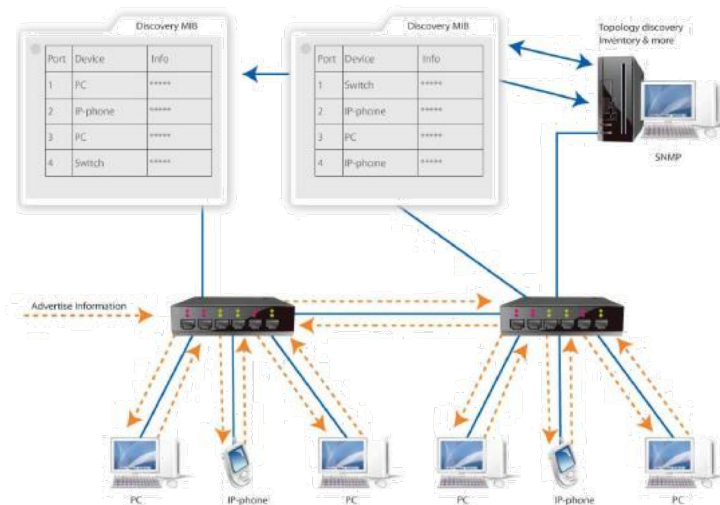 Discovery MIB
Port Device Info
1 PC *****
2 IP-phone *****
3 PC *****
4 Switch *****
Discovery MIB
Port Device Info
1 Switch *****
2 IP-phone *****
3 PC *****
4 IP-phone *****
Topology discovery
Inventory & more
SNMP
Advertise Information
PC
IP-phone
PC
PC
IP-phone
PC